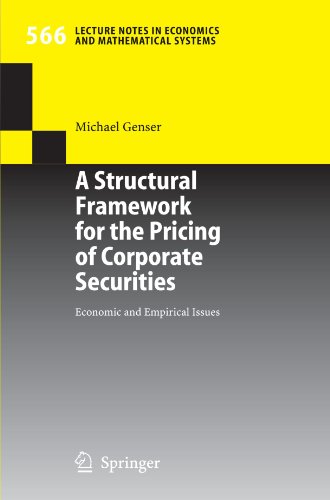 566
LECTURE NOTES IN ECONOMICS
AND MATHEMATICAL SYSTEMS
Michael Genser
A Structural
Framework
for the Pricing
of Corporate
Securities
Economic and Empirical Issues
Springer